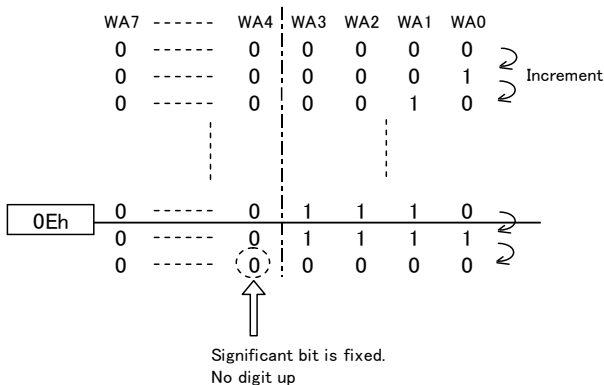 WA7 ------ WA4 WA3 WA2 WA1 WA0
0 ------ 0 0 0 0 0
0 ------ 0 0 0 0 1 Increment
0 ------ 0 0 0 1 0
0 ------ 0 1 1 1 0
0Eh
0 ------ 0 1 1 1 1
0 ------ 0 0 0 0 0
Significant bit is fixed.
No digit up